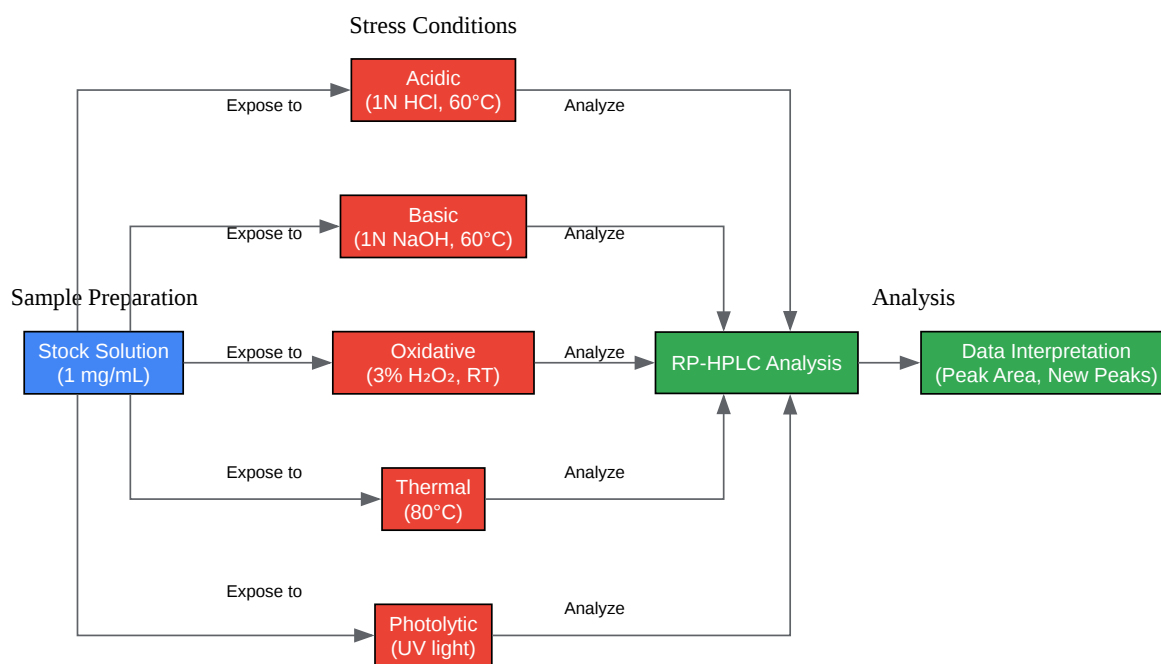 Stress Conditions
Acidic
(1N HCl, 60°C)
Expose to
Analyze
Basic
(1N NaOH, 60°C)
Expose to
Analyze
Sample Preparation
Analysis
Stock Solution
(1 mg/mL)
Expose to
Oxidative
(3% H₂O₂, RT)
Analyze
RP-HPLC Analysis
Data Interpretation
(Peak Area, New Peaks)
Expose to
Thermal
(80°C)
Analyze
Expose to
Photolytic
(UV light)
Analyze